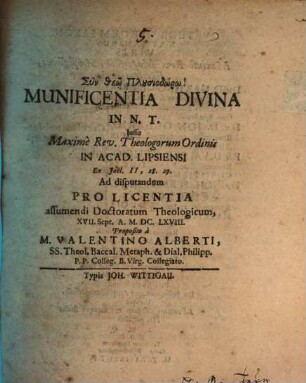 5.
Σὺν Θεῷ Πλουσιοδώρῳ!
MUNIFICENTIA DIVINA
IN N. T.
Jussu
Maximè Rev. Theologorum Ordinis
IN ACAD. LIPSIENSI
Ex Joël. II, 28. 29.
Ad disputandum
PRO LICENTIA
assumendi Doctoratum Theologicum,
XVII. Sept. A. M. DC. LXVIII.
Proposita à
M. VALENTINO ALBERTI,
SS. Theol. Baccal. Metaph. & Dial. Philipp.
P. P. Colleg. B. Virg. Collegiato.
Typis JOH. WITTIGAU.